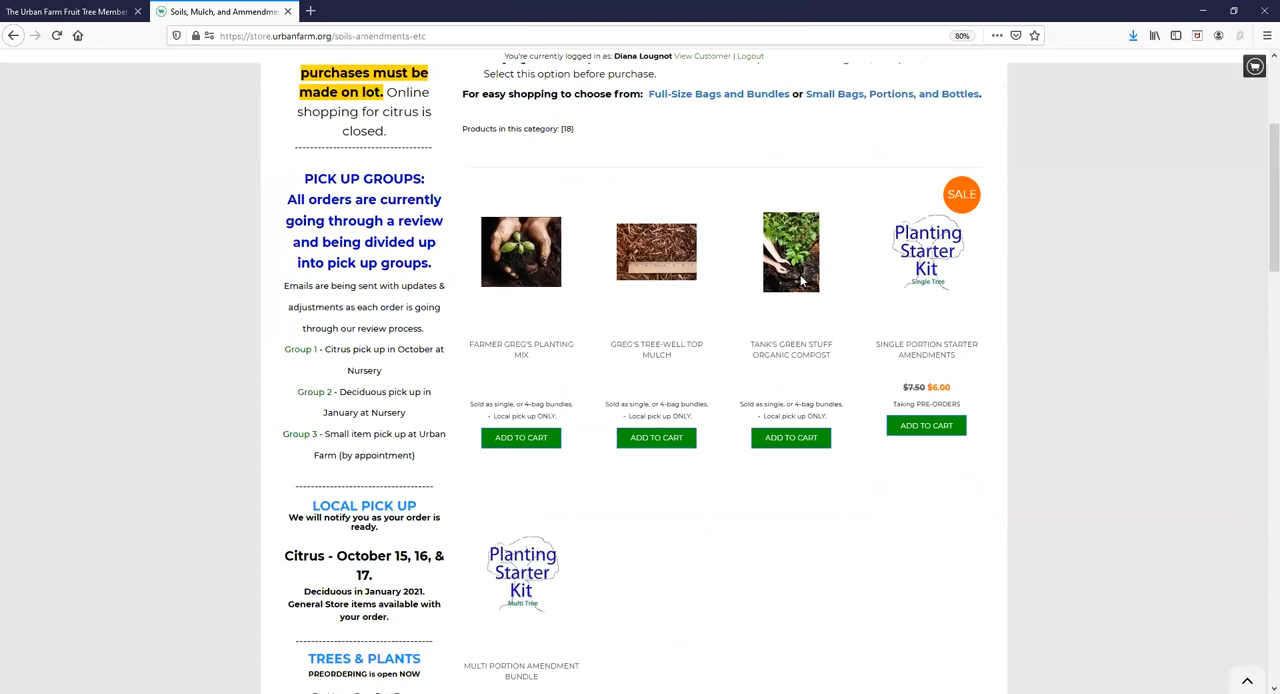 The Urban Farm Fruit Tree Member
Soils, Mulch, and Ammendme
https://store.urbanfarm.org/soils-amendments-etc
80%
You're currently logged in as: Diana Lougnot View Customer | Logout
purchases must be
made on lot. Online
shopping for citrus is
closed.
------------------------------------
PICK UP GROUPS:
All orders are currently
going through a review
and being divided up
into pick up groups.
Emails are being sent with updates &
adjustments as each order is going
through our review process.
Group 1 - Citrus pick up in October at
Nursery
Group 2 - Deciduous pick up in
January at Nursery
Group 3 - Small item pick up at Urban
Farm (by appointment)
------------------------------------
LOCAL PICK UP
We will notify you as your order is
ready.
Citrus - October 15, 16, &
17.
Deciduous in January 2021.
General Store items available with
your order.
------------------------------------
TREES & PLANTS
PREORDERING is open NOW
Select this option before purchase.
For easy shopping to choose from: Full-Size Bags and Bundles or Small Bags, Portions, and Bottles.
Products in this category: [18]
SALE
Planting
Starter
Kit
Single Tree
FARMER GREG'S PLANTING
MIX
Sold as single, or 4-bag bundles.
- Local pick up ONLY.
ADD TO CART
GREG'S TREE-WELL TOP
MULCH
Sold as single, or 4-bag bundles.
- Local pick up ONLY.
ADD TO CART
TANK'S GREEN STUFF
ORGANIC COMPOST
Sold as single, or 4-bag bundles.
- Local pick up ONLY.
ADD TO CART
SINGLE PORTION STARTER
AMENDMENTS
$7.50 $6.00
Taking PRE-ORDERS
ADD TO CART
Planting
Starter
Kit
Multi Tree
MULTI PORTION AMENDMENT
BUNDLE